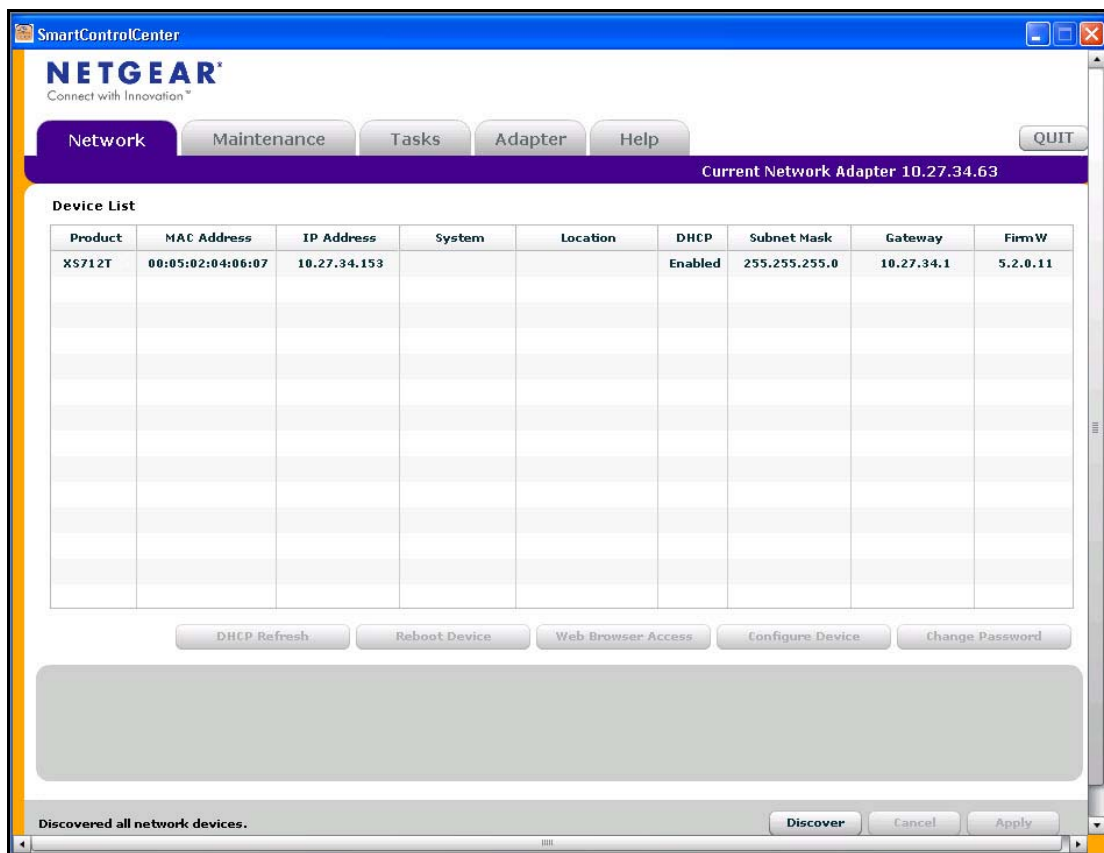 SmartControlCenter
NETGEAR®
Connect with Innovation™
Network Maintenance Tasks Adapter Help QUIT
Current Network Adapter 10.27.34.63
Device List
Product MAC Address IP Address System Location DHCP Subnet Mask Gateway FirmW
XS712T 00:05:02:04:06:07 10.27.34.153 Enabled 255.255.255.0 10.27.34.1 5.2.0.11
DHCP Refresh Reboot Device Web Browser Access Configure Device Change Password
Discovered all network devices. Discover Cancel Apply